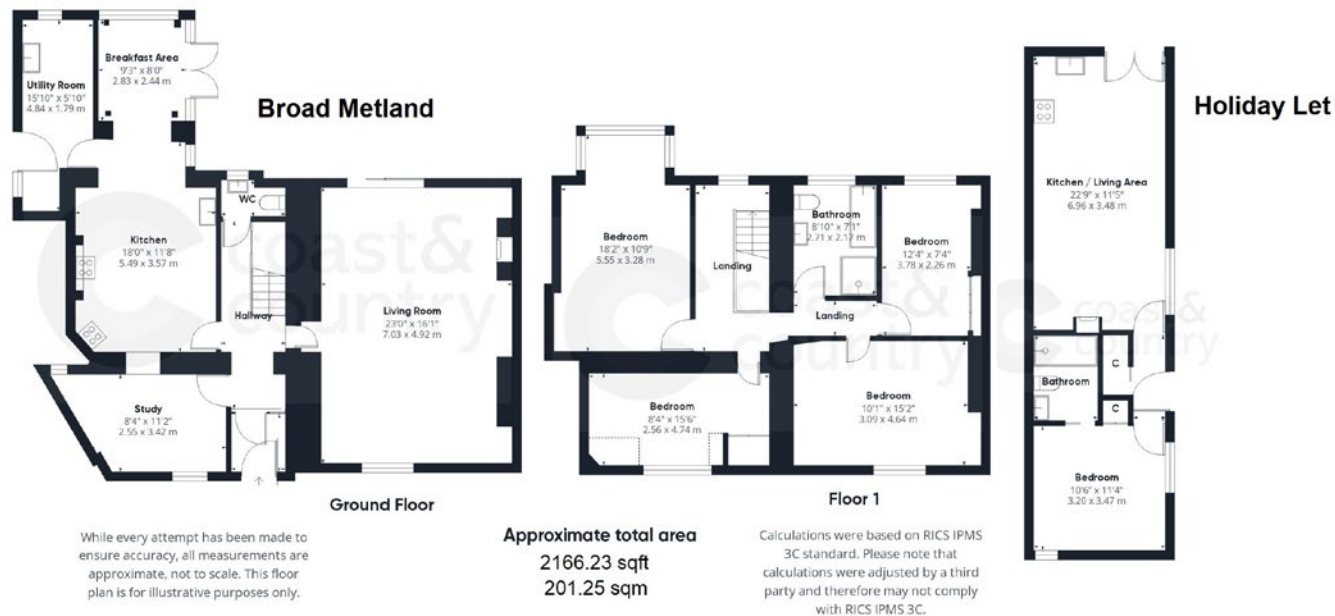 Broad Metland
Holiday Let
Utility Room
15'10" x 5'10"
4.84 x 1.79 m
Breakfast Area
9'3" x 8'0"
2.83 x 2.44 m
WC
Kitchen
18'0" x 11'8"
5.49 x 3.57 m
Hallway
Living Room
23'0" x 16'1"
7.03 x 4.92 m
Study
8'4" x 11'2"
2.55 x 3.42 m
Ground Floor
Bedroom
18'2" x 10'9"
5.55 x 3.28 m
Landing
Bathroom
8'10" x 7'1"
2.71 x 2.17 m
Bedroom
12'4" x 7'4"
3.78 x 2.26 m
Landing
Bedroom
8'4" x 15'6"
2.56 x 4.74 m
Bedroom
10'1" x 15'2"
3.09 x 4.64 m
Floor 1
Kitchen / Living Area
22'9" x 11'5"
6.96 x 3.48 m
Bathroom
C
C
Bedroom
10'6" x 11'4"
3.20 x 3.47 m
coast &
country
coast &
country
coast &
country
While every attempt has been made to
ensure accuracy, all measurements are
approximate, not to scale. This floor
plan is for illustrative purposes only.
Approximate total area
2166.23 sqft
201.25 sqm
Calculations were based on RICS IPMS
3C standard. Please note that
calculations were adjusted by a third
party and therefore may not comply
with RICS IPMS 3C.